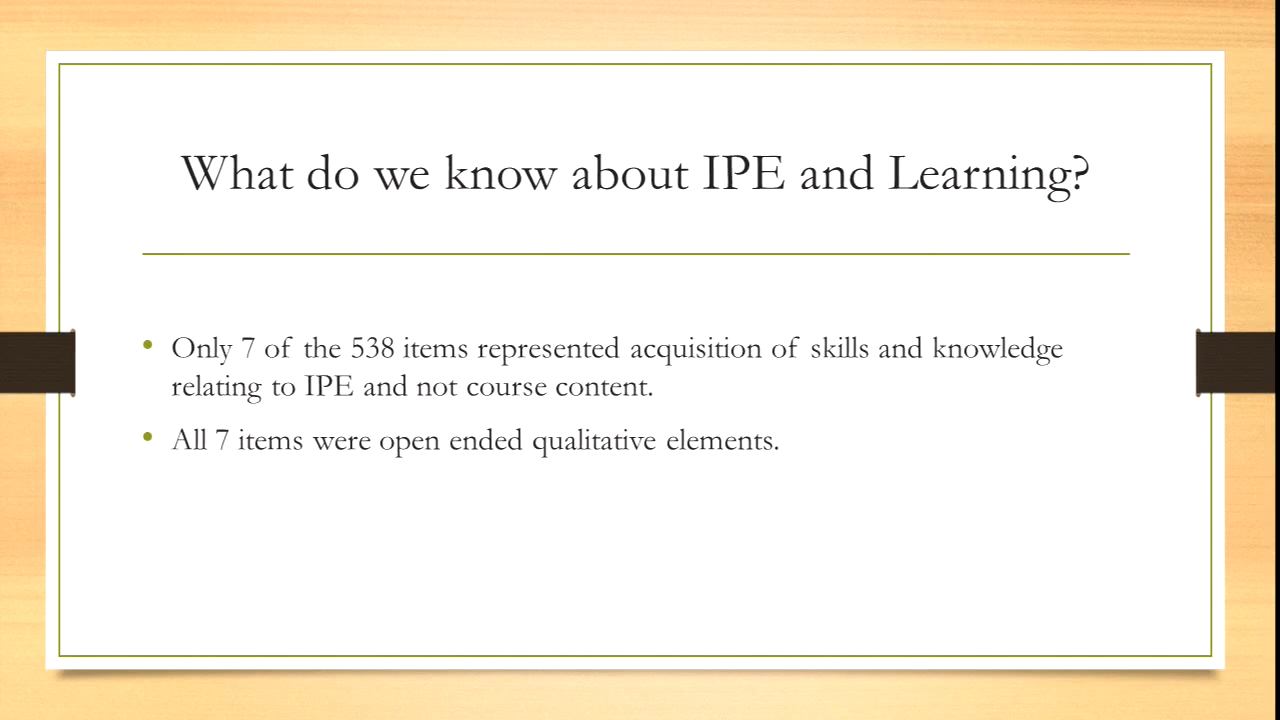 What do we know about IPE and Learning?
• Only 7 of the 538 items represented acquisition of skills and knowledge
relating to IPE and not course content.
• All 7 items were open ended qualitative elements.